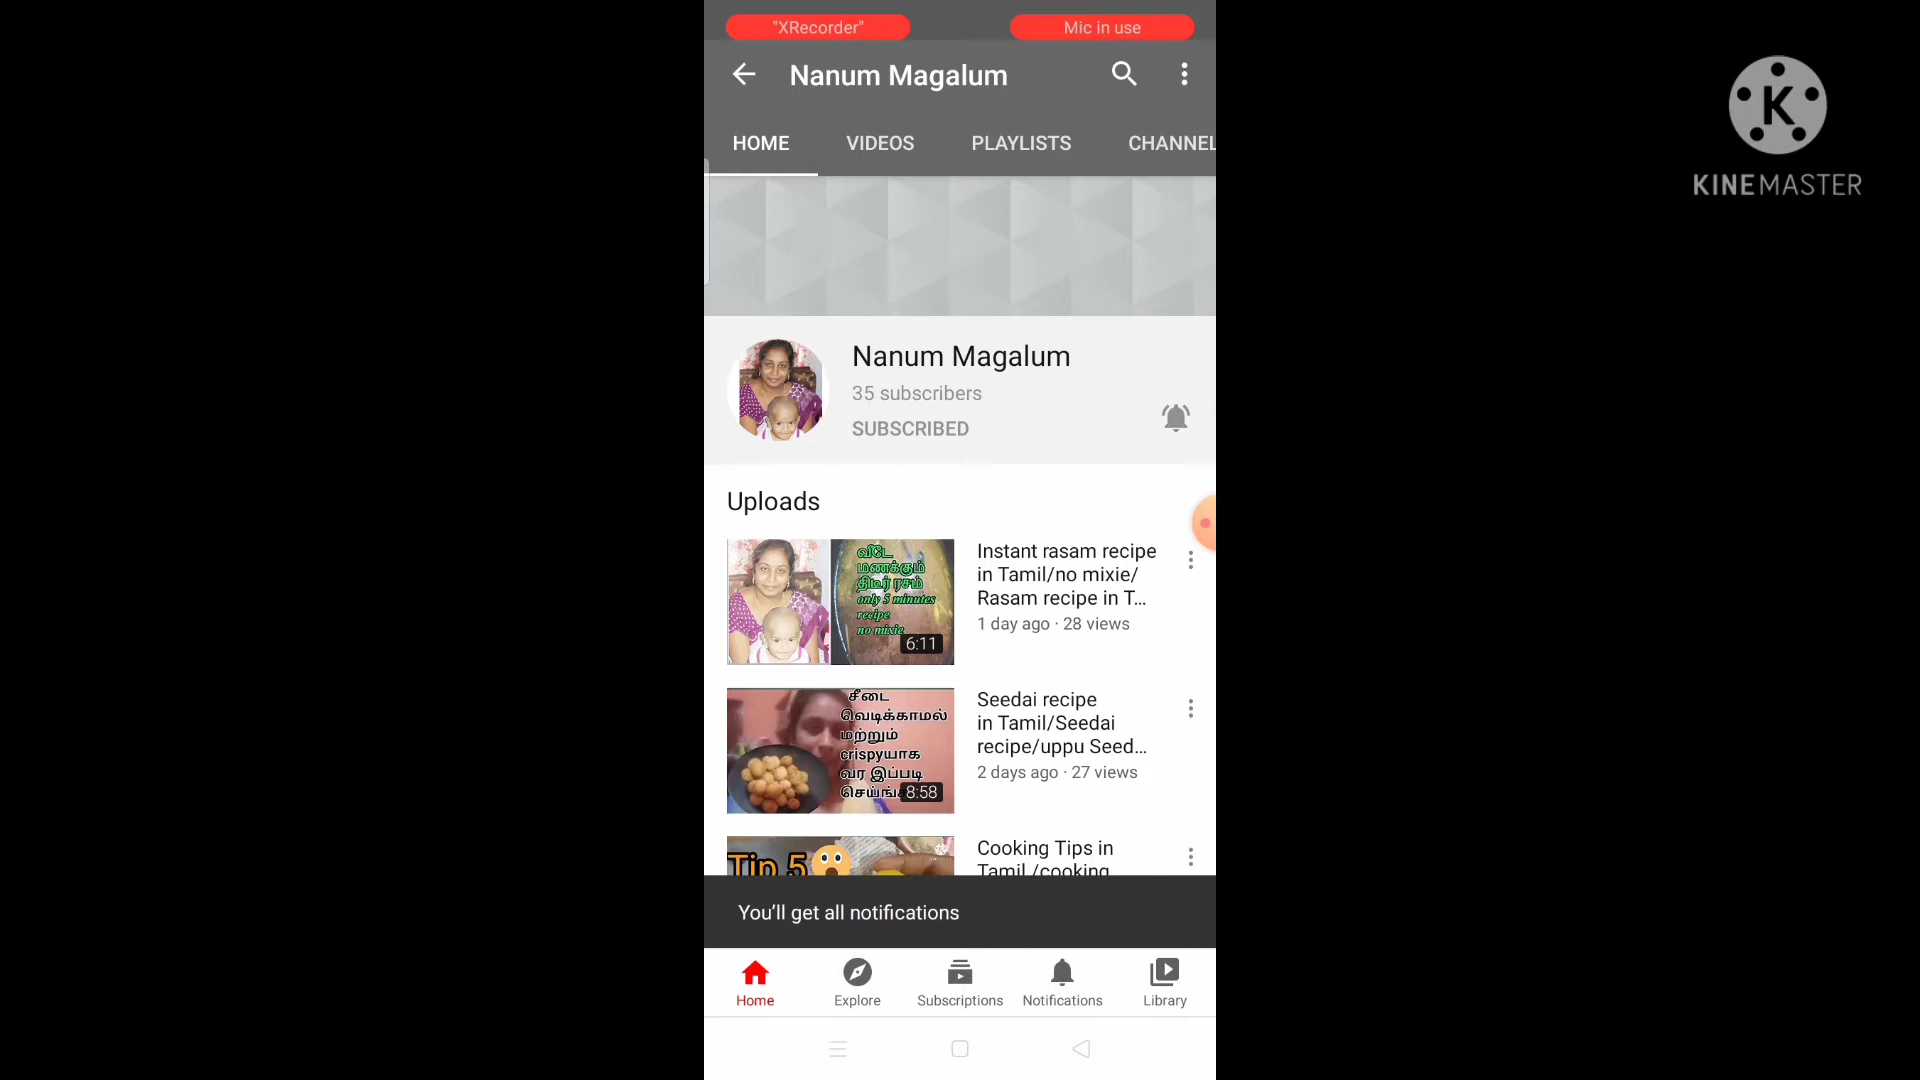 "XRecorder"
Mic in use
Nanum Magalum
HOME
VIDEOS
PLAYLISTS
CHANNEL
K
KINEMASTER
Nanum Magalum
35 subscribers
SUBSCRIBED
Uploads
வீடே
மணக்கும்
திடீர் ரசம்
only 5 minutes
recipe
no mixie
6:11
Instant rasam recipe
in Tamil/no mixie/
Rasam recipe in T...
1 day ago · 28 views
சீடை
வெடிக்காமல்
மற்றும்
crispyயாக
வர இப்படி
8:58
Seedai recipe
in Tamil/Seedai
recipe/uppu Seed...
2 days ago · 27 views
Tip 5
Cooking Tips in
Tamil /cooking
You'll get all notifications
Home
Explore
Subscriptions
Notifications
Library